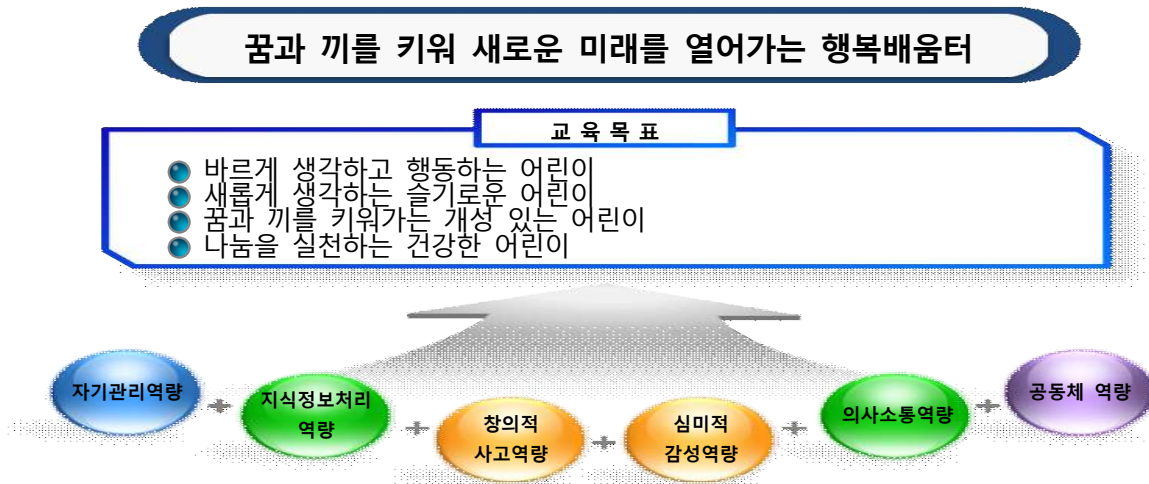 꿈과 끼를 키워 새로운 미래를 열어가는 행복배움터
교 육 목 표
바르게 생각하고 행동하는 어린이
새롭게 생각하는 슬기로운 어린이
꿈과 끼를 키워가는 개성 있는 어린이
나눔을 실천하는 건강한 어린이
자기관리역량
+
지식정보처리
역량
+
창의적
사고역량
+
심미적
감성역량
+
의사소통역량
+
공동체 역량